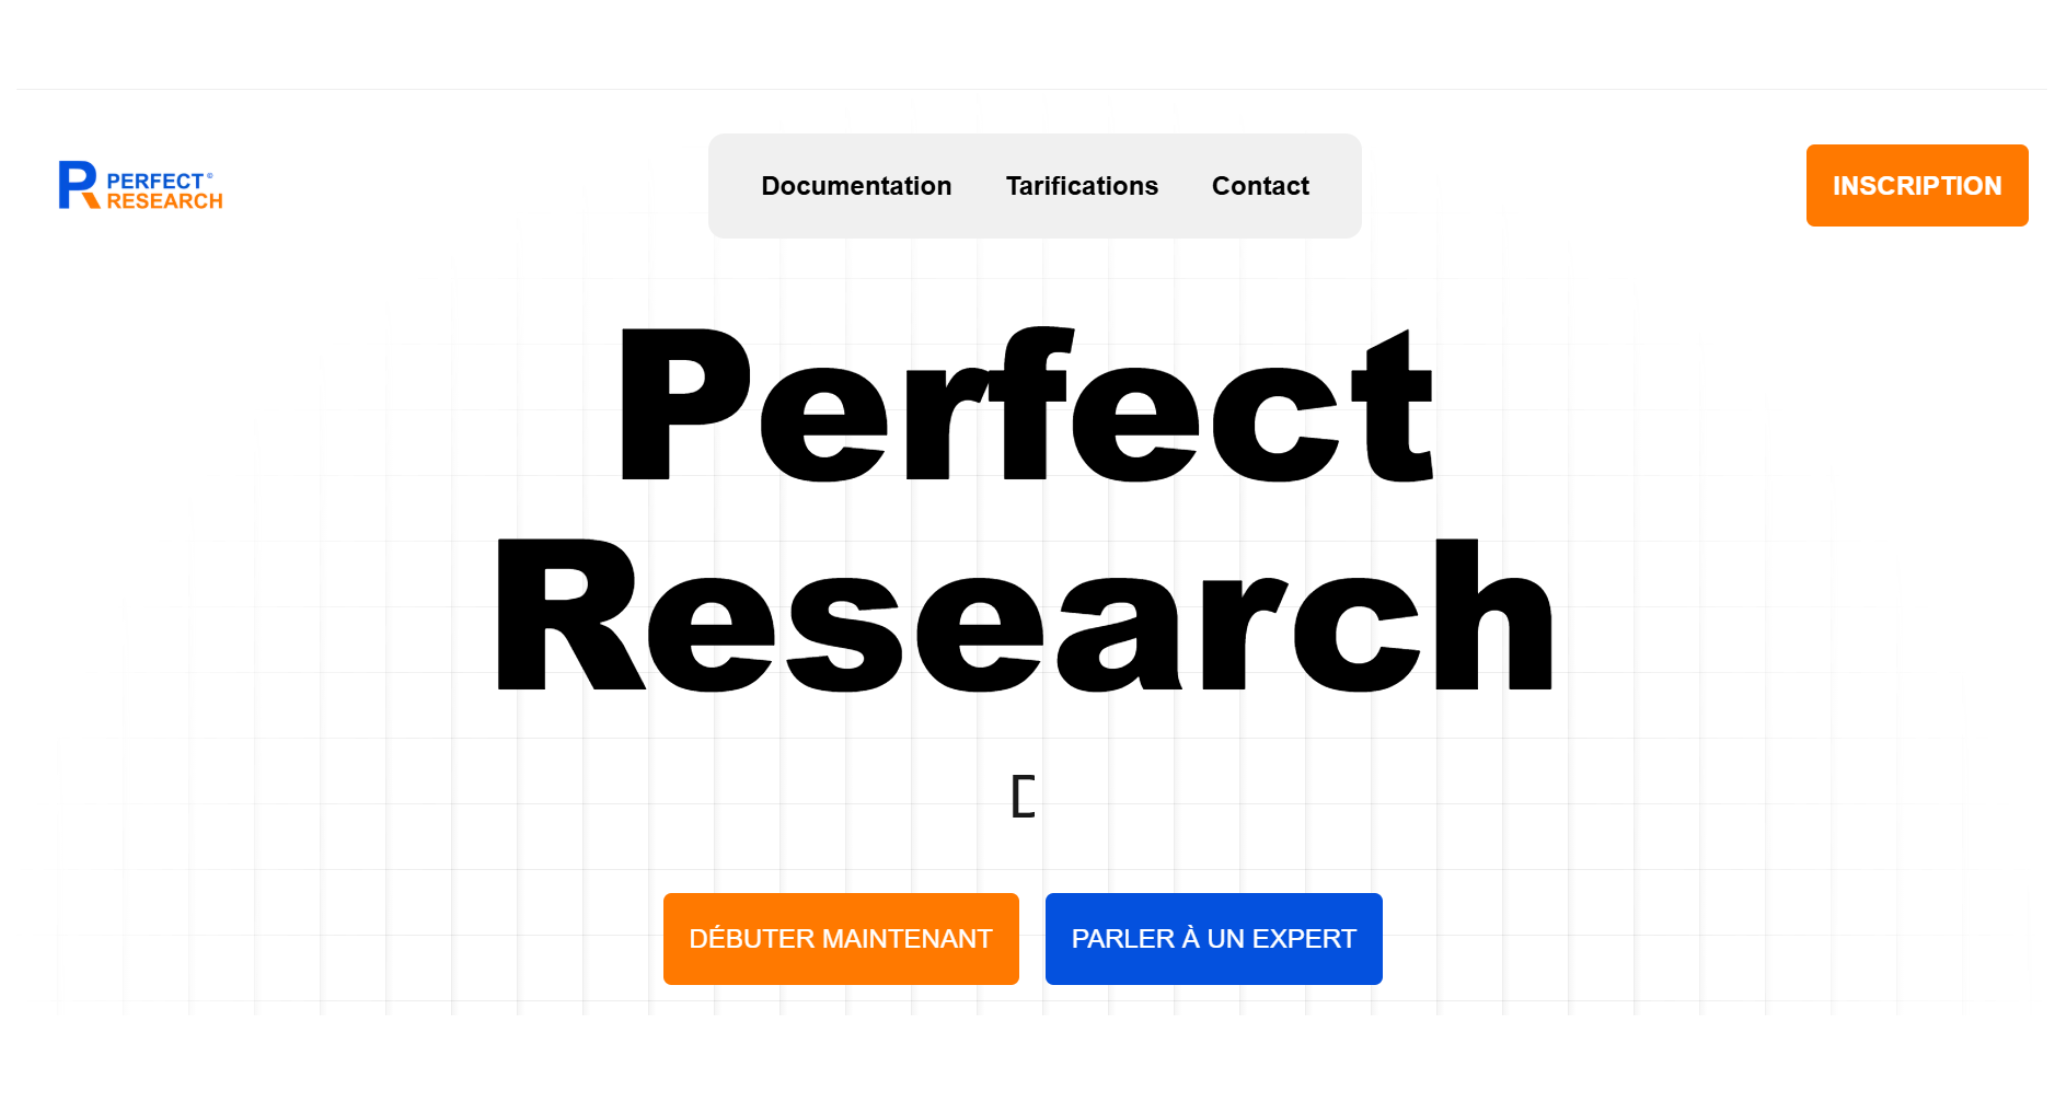 PERFECT©
RESEARCH
Documentation Tarifications Contact
INSCRIPTION
Perfect
Research
DÉBUTER MAINTENANT PARLER À UN EXPERT